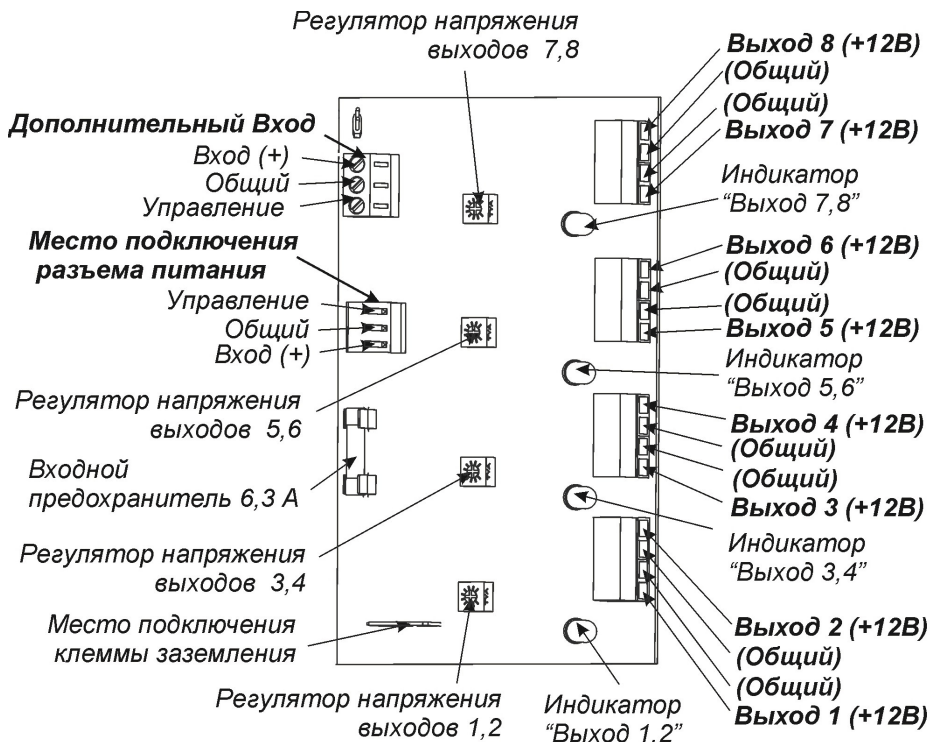 Регулятор напряжения
выходов 7,8
Дополнительный Вход
Вход (+)
Общий
Управление
Место подключения
разъема питания
Управление
Общий
Вход (+)
Регулятор напряжения
выходов 5,6
Входной
предохранитель 6,3 А
Регулятор напряжения
выходов 3,4
Место подключения
клеммы заземления
Регулятор напряжения
выходов 1,2
Выход 8 (+12В)
(Общий)
(Общий)
Выход 7 (+12В)
Индикатор
“Выход 7,8”
Выход 6 (+12В)
(Общий)
(Общий)
Выход 5 (+12В)
Индикатор
“Выход 5,6”
Выход 4 (+12В)
(Общий)
(Общий)
Выход 3 (+12В)
Индикатор
“Выход 3,4”
Выход 2 (+12В)
(Общий)
(Общий)
Выход 1 (+12В)
Индикатор
“Выход 1,2”